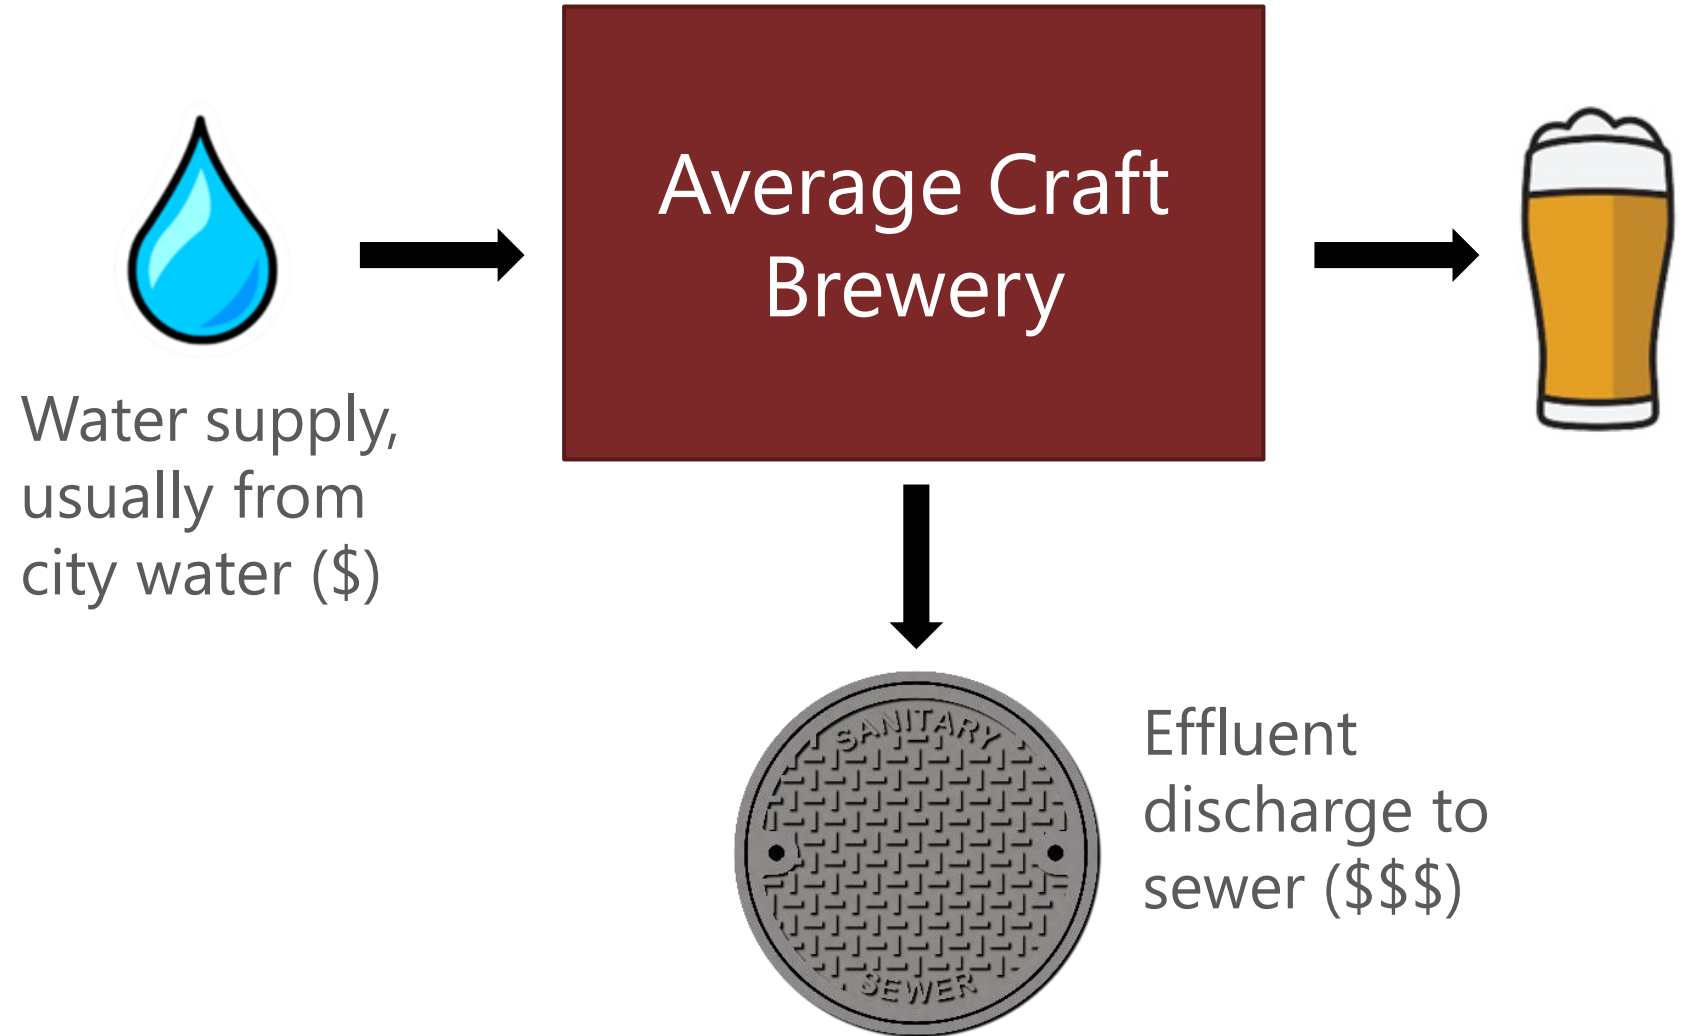 Average Craft
Brewery
Water supply,
usually from
city water ($)
SANITARY
SEWER
Effluent
discharge to
sewer ($$$)